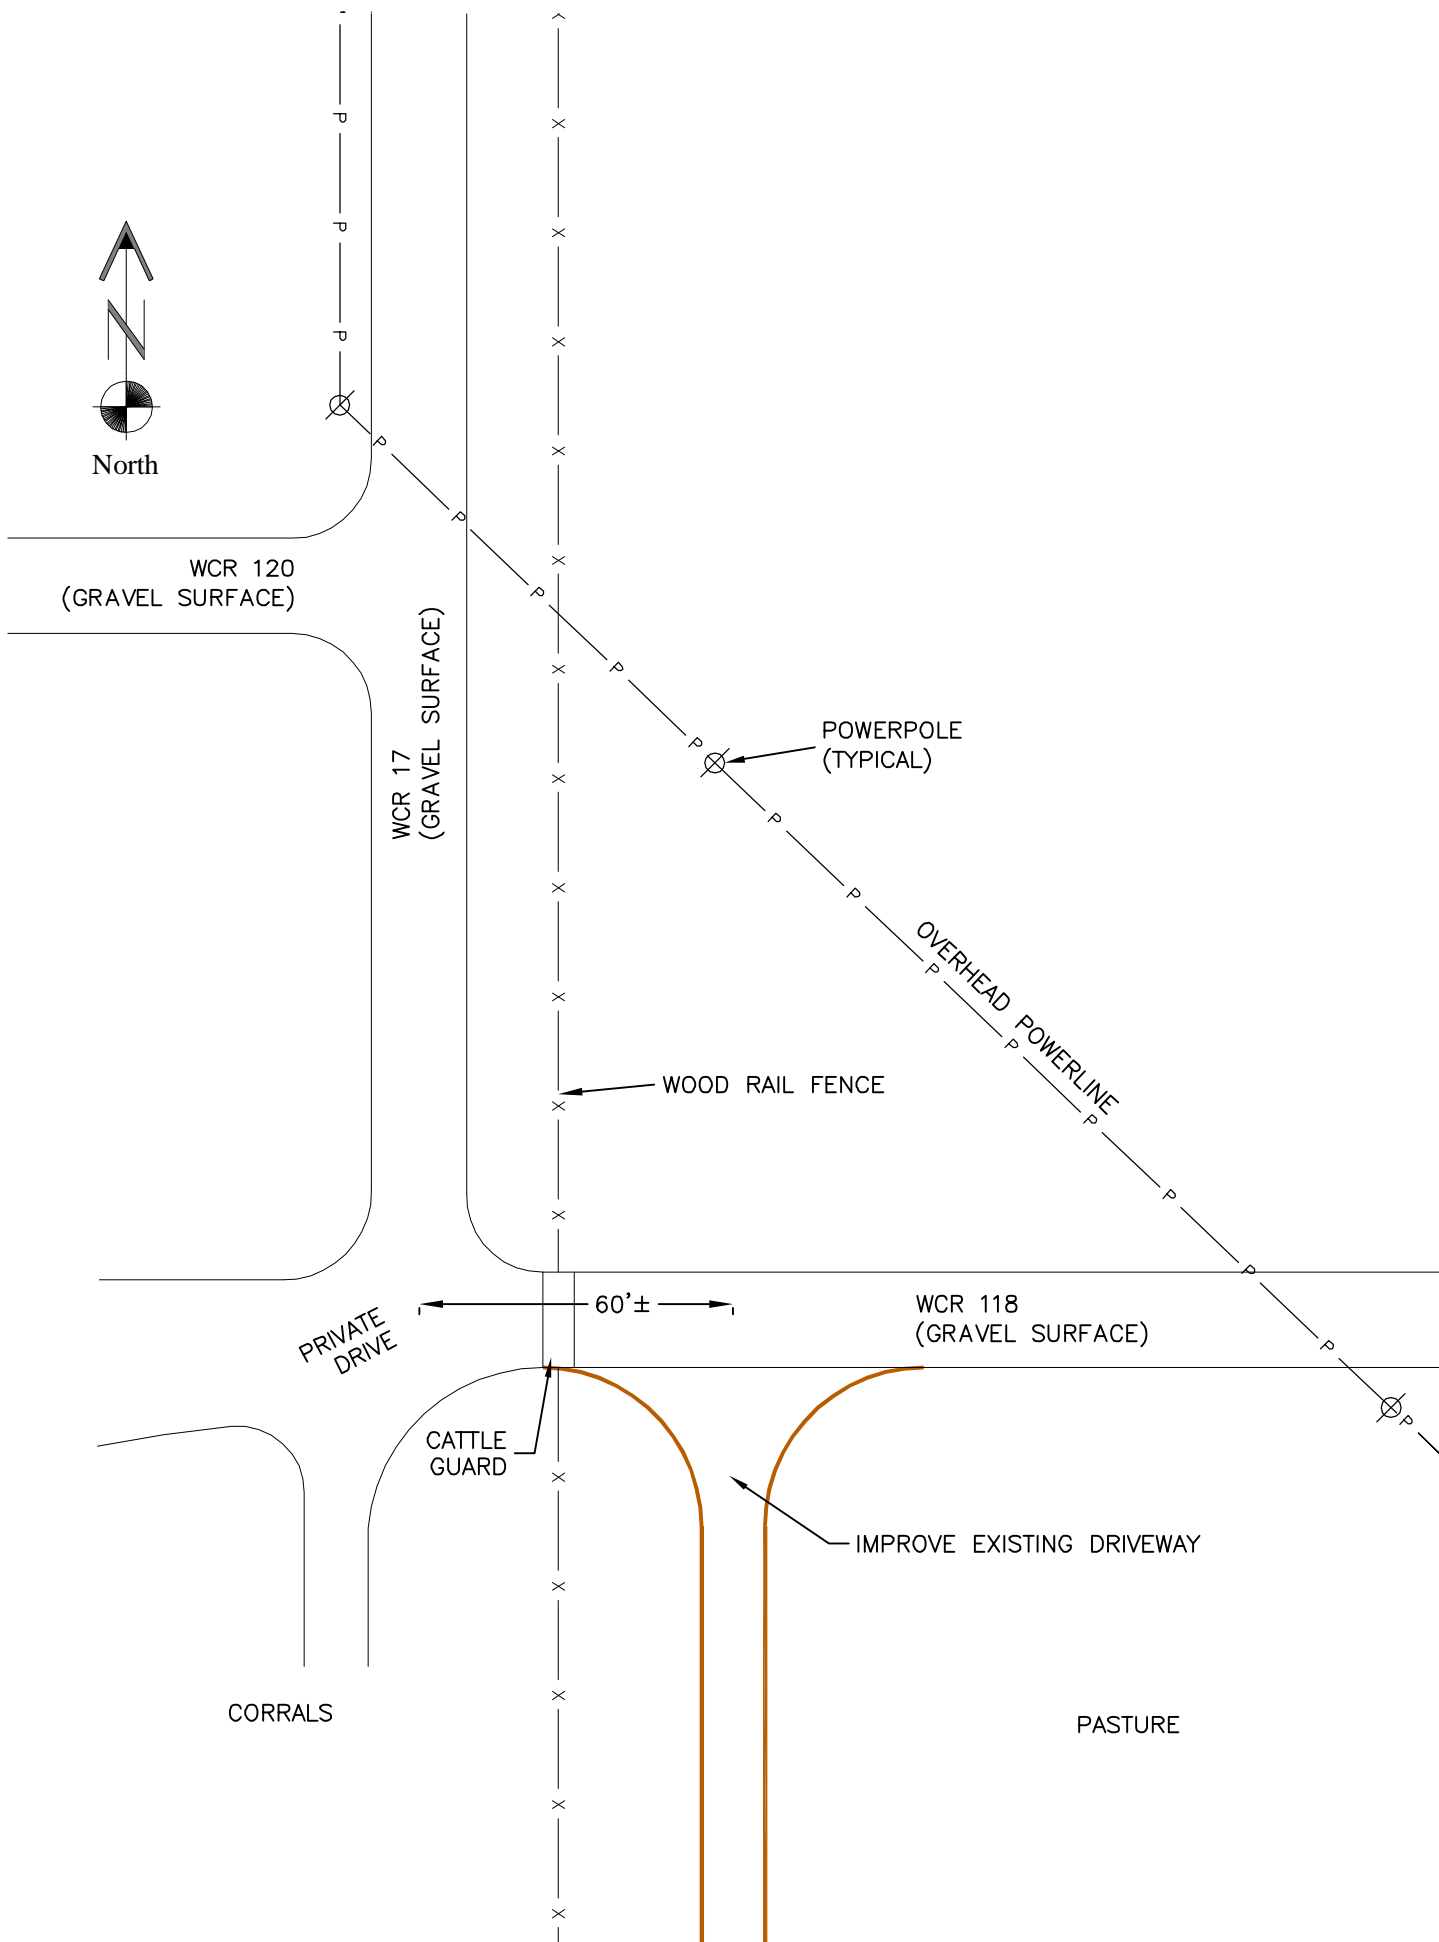 North
WCR 120
(GRAVEL SURFACE)
WCR 17
(GRAVEL SURFACE)
POWERPOLE
(TYPICAL)
OVERHEAD POWERLINE
WOOD RAIL FENCE
60'±
WCR 118
(GRAVEL SURFACE)
PRIVATE
DRIVE
CATTLE
GUARD
IMPROVE EXISTING DRIVEWAY
CORRALS
PASTURE